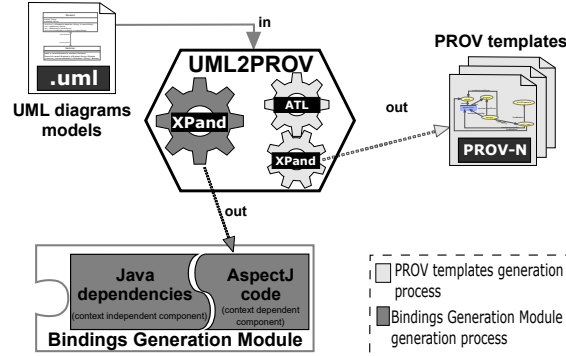 in
.uml
UML diagrams
models
UML2PROV
XPand
ATL
XPand
out
PROV templates
PROV-N
out
Java
dependencies
(context independent component)
AspectJ
code
(context dependent
component)
Bindings Generation Module
PROV templates generation
process
Bindings Generation Module
generation process